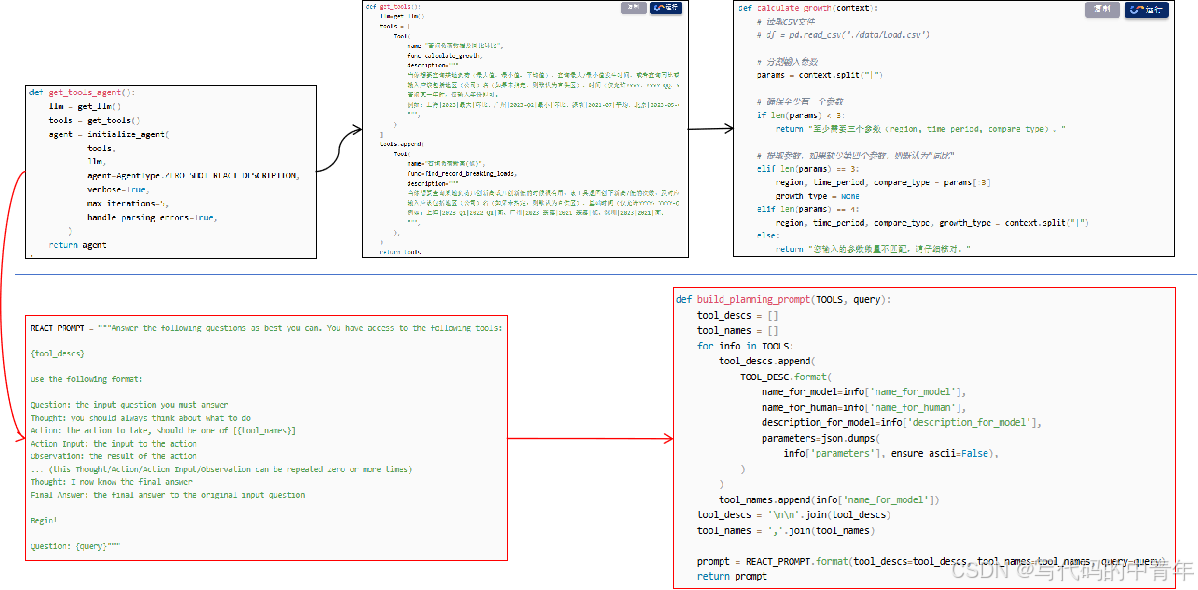 def get_tools_agent():
    llm = get_llm()
    tools = get_tools()
    agent = initialize_agent(
        tools,
        llm,
        agent=AgentType.ZERO_SHOT_REACT_DESCRIPTION,
        verbose=True,
        max_iterations=5,
        handle_parsing_errors=True,
    )
    return agent
def get_tools():
    llm=get_llm()
    tools = [
        Tool(
            func=calculate_growth,
            description="""
            """,
        )
    ]
    tools.append(
        Tool(
            func=find_record_breaking_loads,
            description="""
            """,
        ),
    )
    return tools
复制
运行
def calculate_growth(context):
    # 读取CSV文件
    # df = pd.read_csv('./data/load.csv')
    # 分割输入参数
    params = context.split("|")
    # 确保至少有一个参数
    if len(params) < 3:
        return "至少需要三个参数（region, time_period, compare_type）。"
    # 提取参数，如果缺少第四个参数，则默认为"同比"
    elif len(params) == 3:
        region, time_period, compare_type = params[:3]
        growth_type = None
    elif len(params) == 4:
        region, time_period, compare_type, growth_type = context.split("|")
    else:
        return "您输入的参数数量不匹配，请仔细核对。"
复制
运行
REACT_PROMPT = """Answer the following questions as best you can. You have access to the following tools:
{tool_descs}
Use the following format:
Question: the input question you must answer
Thought: you should always think about what to do
Action: the action to take, should be one of [{tool_names}]
Action Input: the input to the action
Observation: the result of the action
... (this Thought/Action/Action Input/Observation can be repeated zero or more times)
Thought: I now know the final answer
Final Answer: the final answer to the original input question
Begin!
Question: {query}"""
def build_planning_prompt(TOOLS, query):
    tool_descs = []
    tool_names = []
    for info in TOOLS:
        tool_descs.append(
            TOOL_DESC.format(
                name_for_model=info['name_for_model'],
                name_for_human=info['name_for_human'],
                description_for_model=info['description_for_model'],
                parameters=json.dumps(
                    info['parameters'], ensure_ascii=False),
            )
        )
        tool_names.append(info['name_for_model'])
    tool_descs = '\n\n'.join(tool_descs)
    tool_names = ','.join(tool_names)
    prompt = REACT_PROMPT.format(tool_descs=tool_descs, tool_names=tool_names, query=query)
    return prompt
CSDN @写代码的中青年